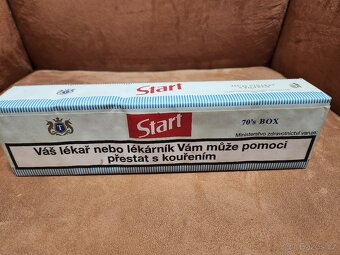 Start
Start
70's BOX
Ministerstvo zdravotnictví varuje:
Váš lékař nebo lékárník Vám může pomoci
přestat s kouřením